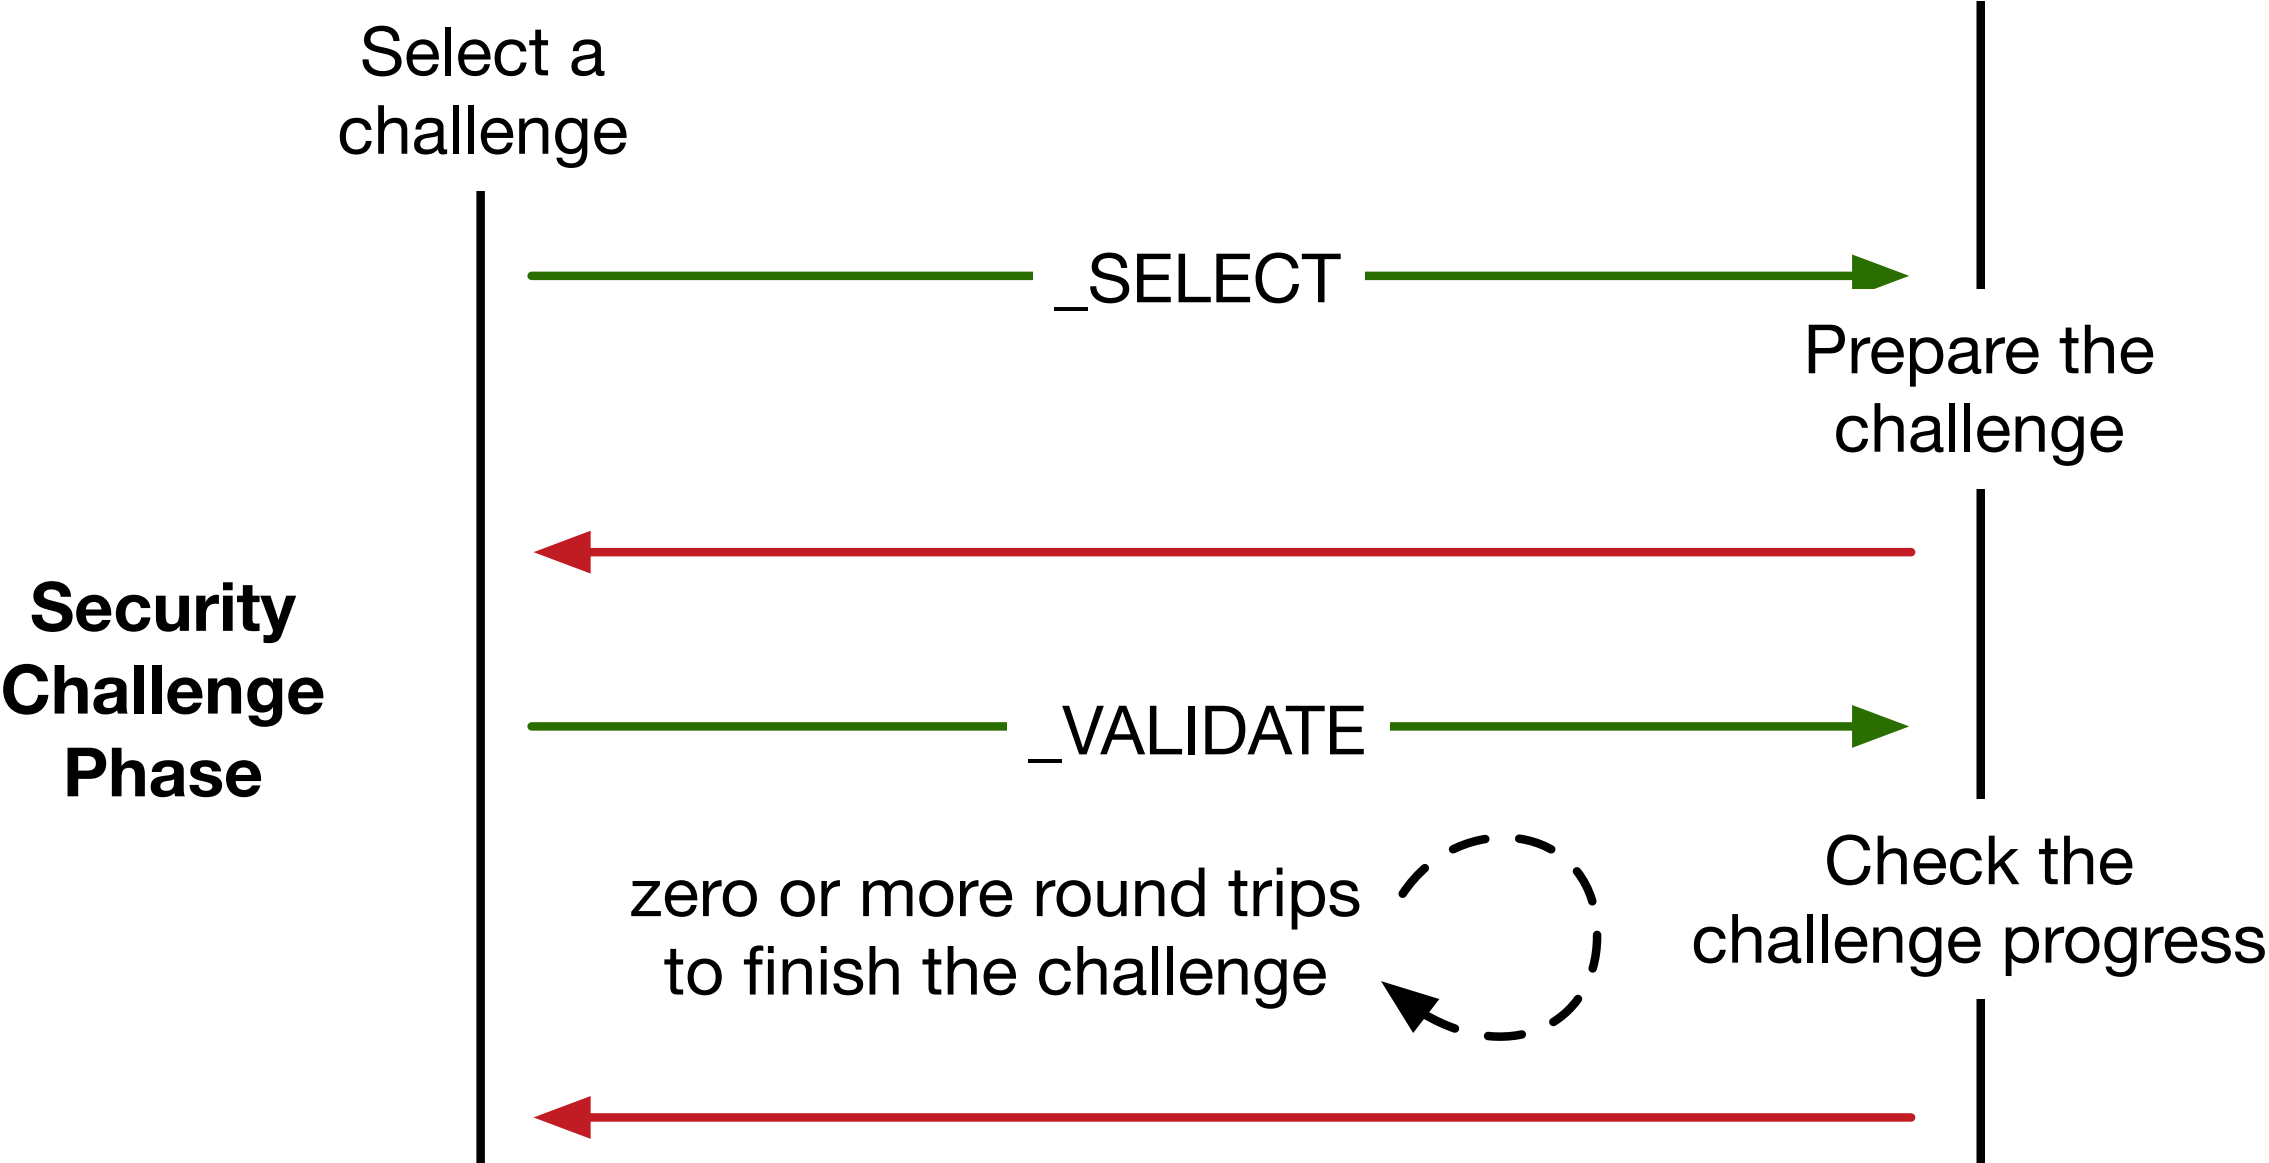 Select a
challenge
_SELECT
Prepare the
challenge
Security
Challenge
Phase
_VALIDATE
zero or more round trips
to finish the challenge
Check the
challenge progress